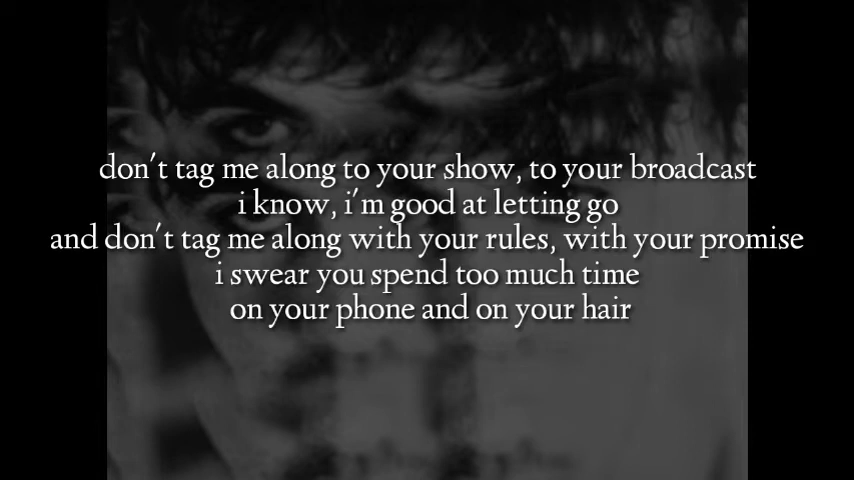 don't tag me along to your show, to your broadcast
i know, i'm good at letting go
and don't tag me along with your rules, with your promise
i swear you spend too much time
on your phone and on your hair